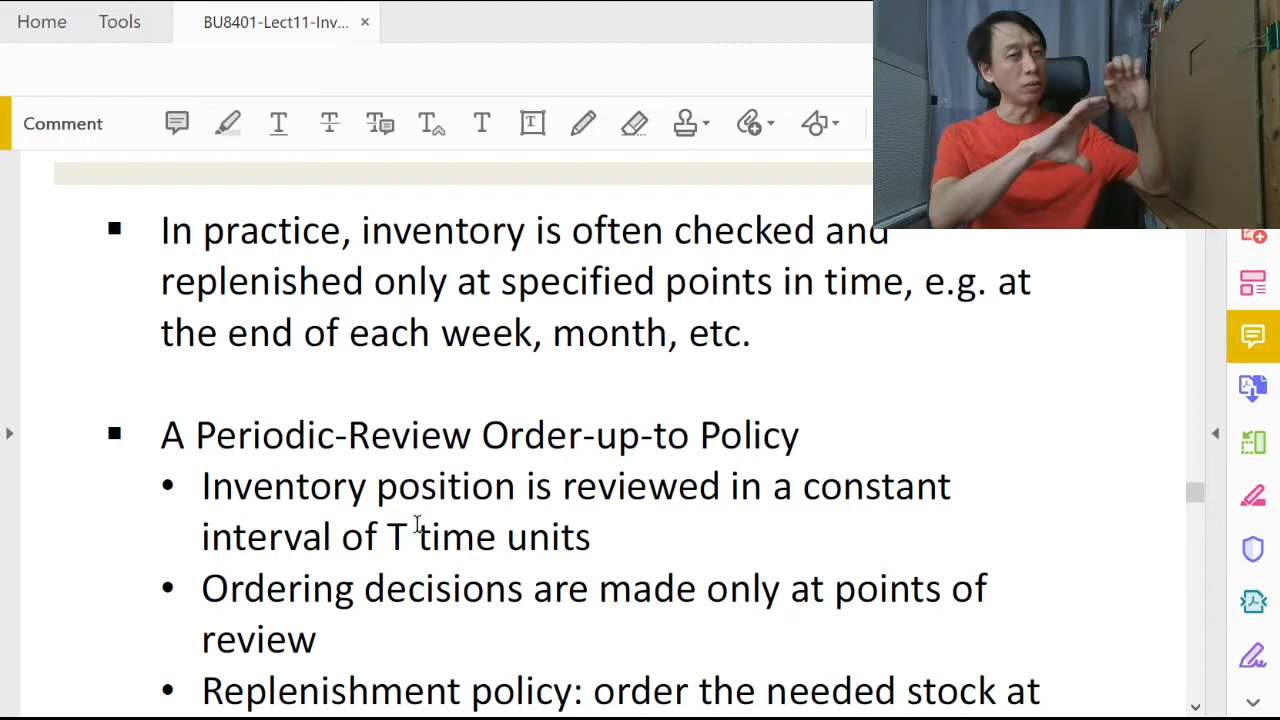 Home Tools BU8401-Lect11-Inv... ×
Comment
In practice, inventory is often checked and
replenished only at specified points in time, e.g. at
the end of each week, month, etc.
A Periodic-Review Order-up-to Policy
Inventory position is reviewed in a constant
interval of T time units
Ordering decisions are made only at points of
review
Replenishment policy: order the needed stock at